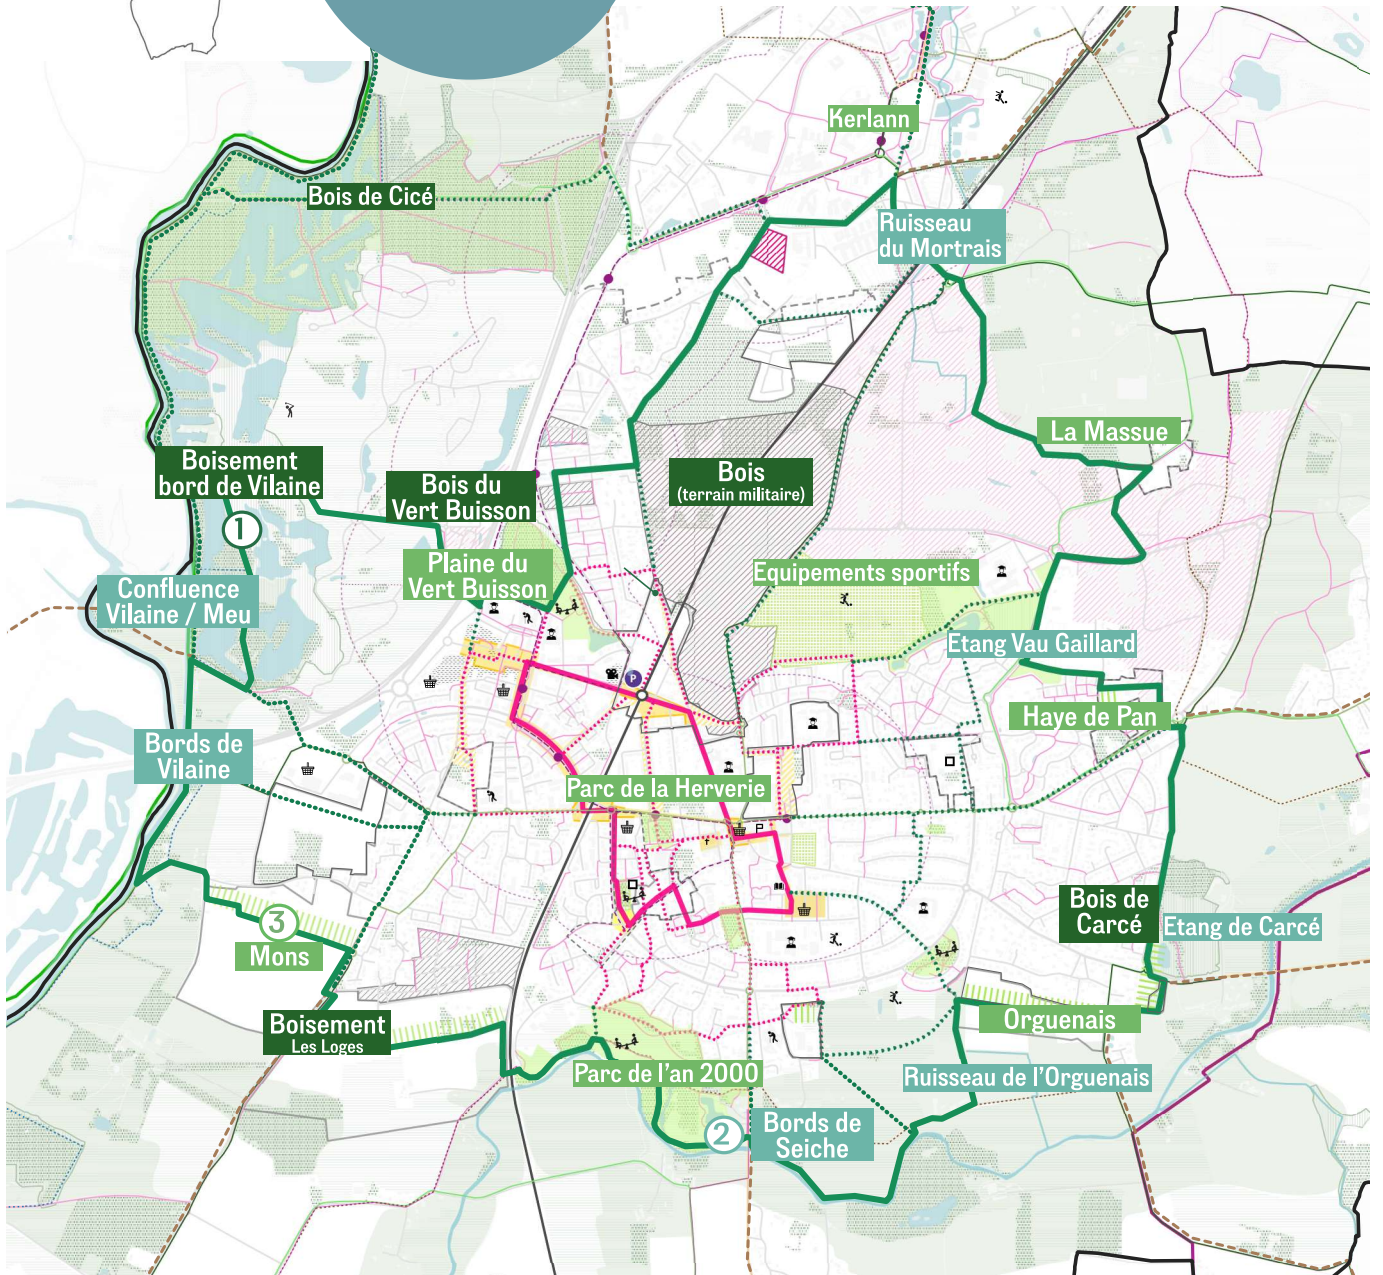 Kerlann
Bois de Cicé
Ruisseau
du Mortrais
La Massue
Boisement
bord de Vilaine
Bois du
Vert Buisson
Bois
(terrain militaire)
1
Plaine du
Vert Buisson
Equipements sportifs
Confluence
Vilaine / Meu
Etang Vau Gaillard
P
Haye de Pan
Bords de
Vilaine
Parc de la Herverie
P
Bois de
Carcé
Etang de Carcé
3
Mons
Boisement
Les Loges
Orguenais
Parc de l'an 2000
Ruisseau de l'Orguenais
2
Bords de
Seiche